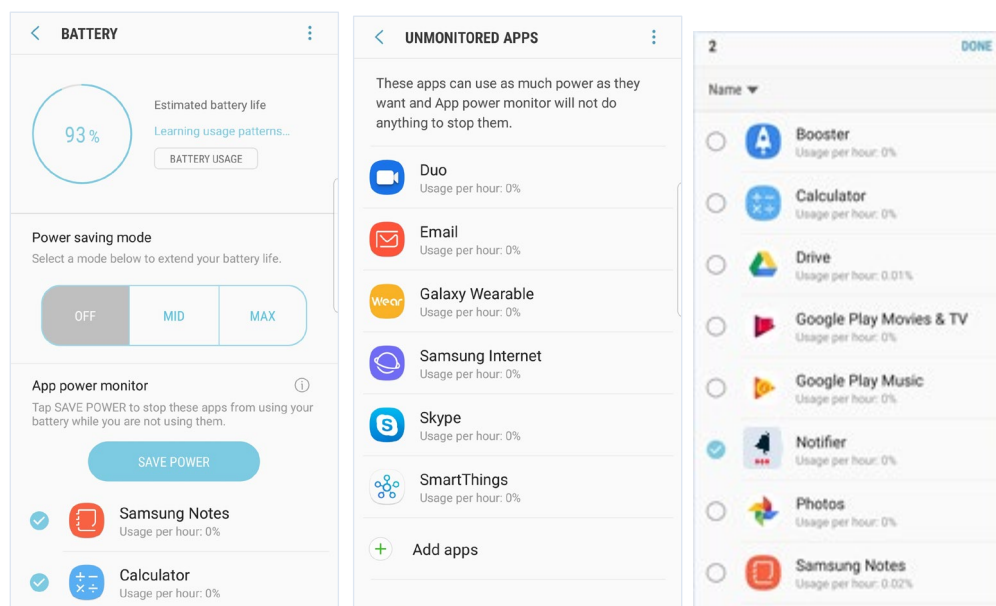 BATTERY
93%
Estimated battery life
Learning usage patterns...
BATTERY USAGE
Power saving mode
Select a mode below to extend your battery life.
OFF
MID
MAX
App power monitor
Tap SAVE POWER to stop these apps from using your
battery while you are not using them.
SAVE POWER
Samsung Notes
Usage per hour: 0%
Calculator
Usage per hour: 0%
UNMONITORED APPS
These apps can use as much power as they
want and App power monitor will not do
anything to stop them.
Duo
Usage per hour: 0%
Email
Usage per hour: 0%
Wear
Galaxy Wearable
Usage per hour: 0%
Samsung Internet
Usage per hour: 0%
Skype
Usage per hour: 0%
SmartThings
Usage per hour: 0%
Add apps
2
DONE
Name
Booster
Usage per hour: 0%
Calculator
Usage per hour: 0%
Drive
Usage per hour: 0.01%
Google Play Movies & TV
Usage per hour: 0%
Google Play Music
Usage per hour: 0%
Notifier
Usage per hour: 0%
Photos
Usage per hour: 0%
Samsung Notes
Usage per hour: 0.02%